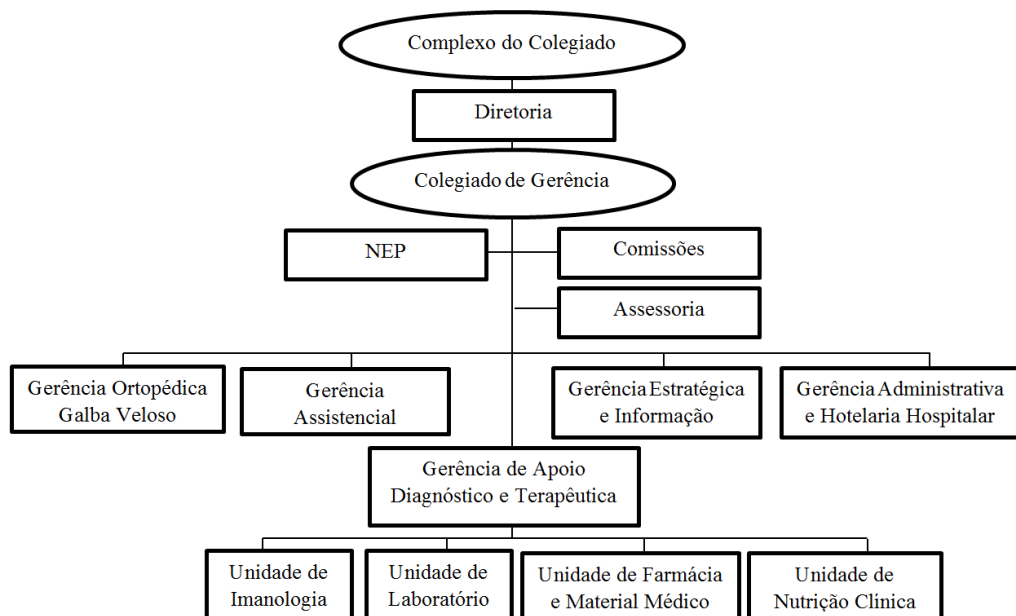 Complexo do Colegiado
Diretoria
Colegiado de Gerência
NEP
Comissões
Assessoria
Gerência Ortopédica
Galba Veloso
Gerência
Assistencial
Gerência Estratégica
e Informação
Gerência Administrativa
e Hotelaria Hospitalar
Gerência de Apoio
Diagnóstico e Terapêutica
Unidade de
Imanologia
Unidade de
Laboratório
Unidade de Farmácia
e Material Médico
Unidade de
Nutrição Clínica